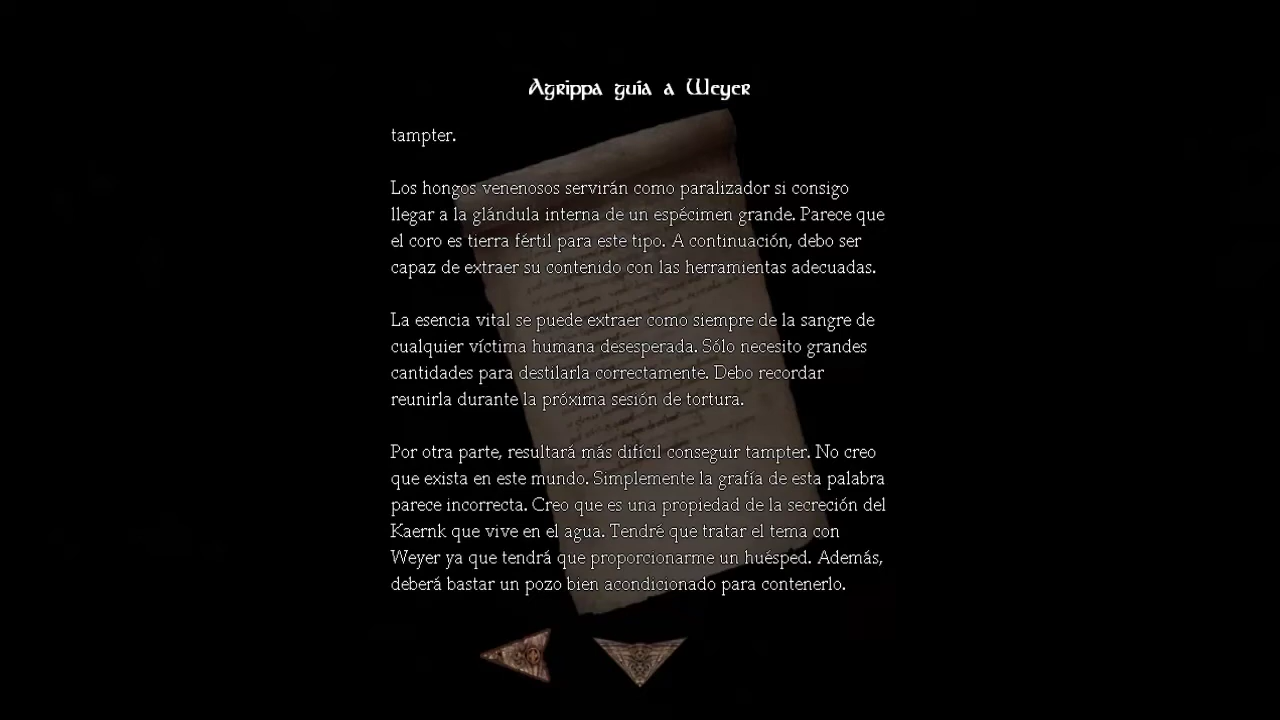 Agrippa guía a Weyer
tampter.
Los hongos venenosos servirán como paralizador si consigo
llegar a la glándula interna de un espécimen grande. Parece que
el coro es tierra fértil para este tipo. A continuación, debo ser
capaz de extraer su contenido con las herramientas adecuadas.
La esencia vital se puede extraer como siempre de la sangre de
cualquier víctima humana desesperada. Sólo necesito grandes
cantidades para destilarla correctamente. Debo recordar
reunirla durante la próxima sesión de tortura.
Por otra parte, resultará más difícil conseguir tampter. No creo
que exista en este mundo. Simplemente la grafía de esta palabra
parece incorrecta. Creo que es una propiedad de la secreción del
Kaernk que vive en el agua. Tendré que tratar el tema con
Weyer ya que tendrá que proporcionarme un huésped. Además,
deberá bastar un pozo bien acondicionado para contenerlo.